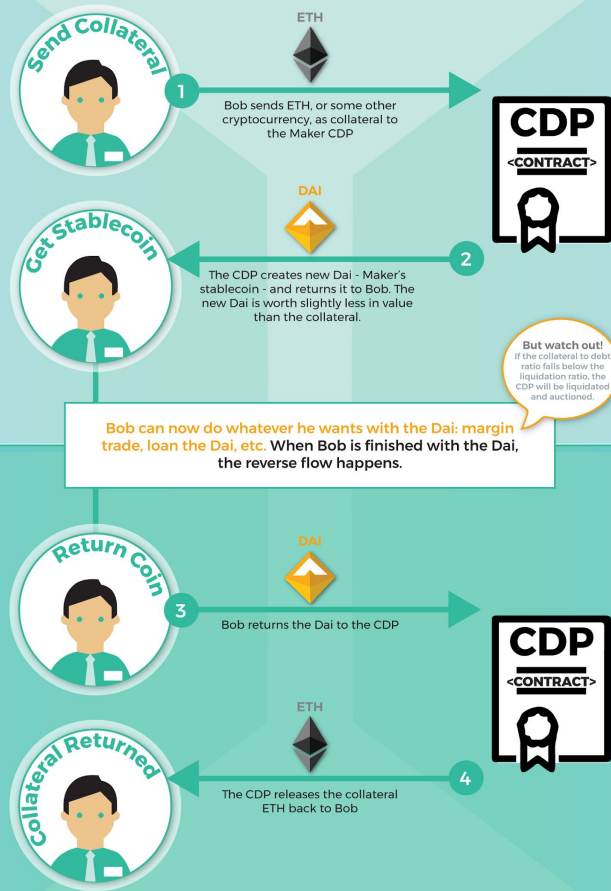 Send Collateral
ETH
1
Bob sends ETH, or some other
cryptocurrency, as collateral to
the Maker CDP
CDP
<CONTRACT>
DAI
Get Stablecoin
2
The CDP creates new Dai - Maker's
stablecoin - and returns it to Bob. The
new Dai is worth slightly less in value
than the collateral.
But watch out!
If the collateral to debt
ratio falls below the
liquidation ratio, the
CDP will be liquidated
and auctioned.
Bob can now do whatever he wants with the Dai: margin
trade, loan the Dai, etc. When Bob is finished with the Dai,
the reverse flow happens.
Return Coin
DAI
3
Bob returns the Dai to the CDP
CDP
<CONTRACT>
ETH
Collateral Returned
4
The CDP releases the collateral
ETH back to Bob